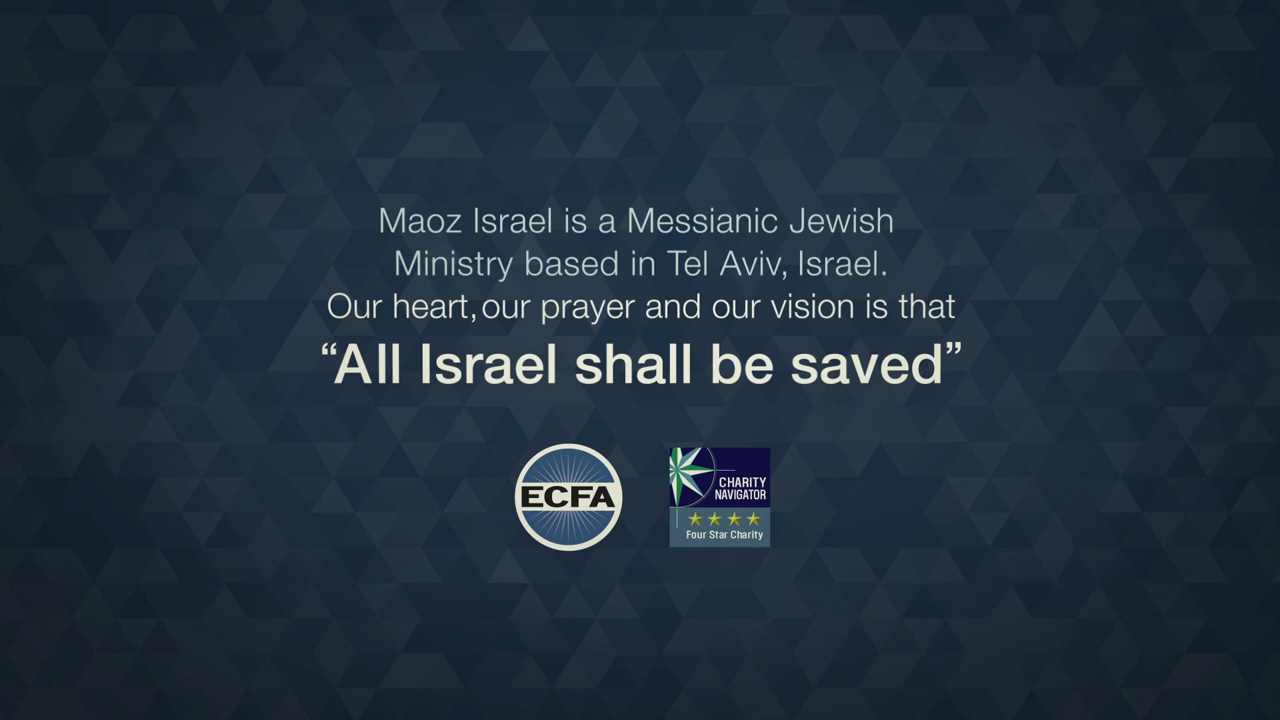 Maoz Israel is a Messianic Jewish
Ministry based in Tel Aviv, Israel.
Our heart, our prayer and our vision is that
“All Israel shall be saved”
ECFA
CHARITY
NAVIGATOR
Four Star Charity